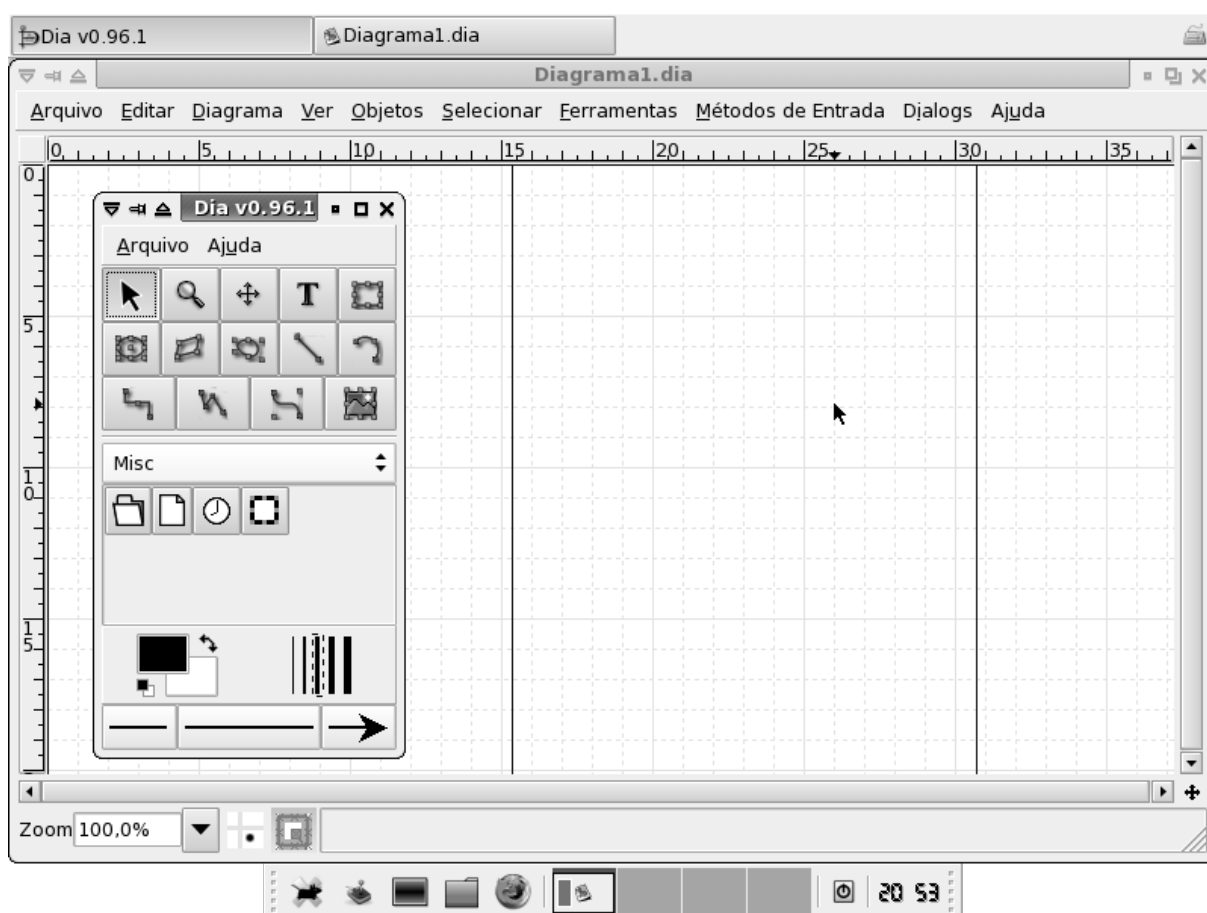 Dia v0.96.1
Diagrama1.dia
Diagrama1.dia
Arquivo Editar Diagrama Ver Objetos Selecionar Ferramentas Métodos de Entrada Dialogs Ajuda
0 5 10 15 20 25 30 35
0
5
10
15
Dia v0.96.1
Arquivo Ajuda
T
Misc
Zoom 100,0%
20 53